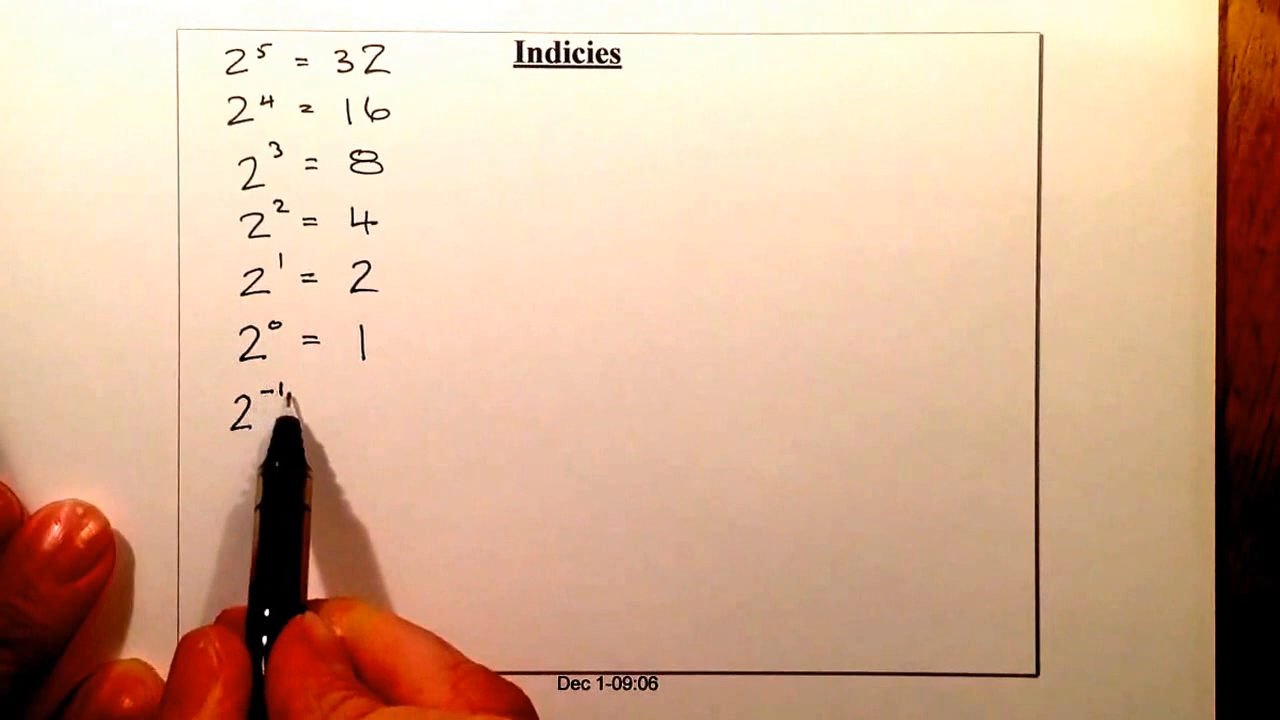 Indicies
2⁵ = 32
2⁴ = 16
2³ = 8
2² = 4
2¹ = 2
2⁰ = 1
2⁻¹
Dec 1-09:06